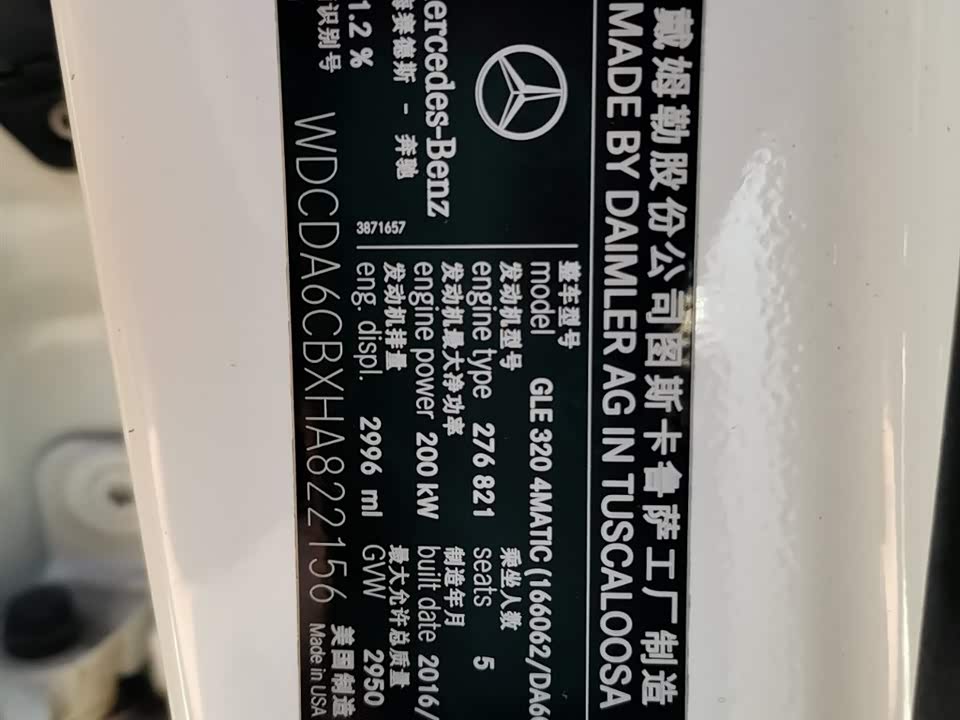 戴姆勒股份公司图斯卡鲁萨工厂制造
MADE BY DAIMLER AG IN TUSCALOOSA
ercedes-Benz
赛德斯 - 奔驰
1.2 %
3871657
整车型号
model GLE 320 4MATIC (166062/DA6
发动机型号 乘坐人数
engine type 276 821 seats 5
发动机最大净功率 制造年月
engine power 200 kW built date 2016/
发动机排量 最大允许总质量
eng. displ. 2996 ml GVW 2950
识别号 WDCDA6CBXHA822156 美国制造
Made in USA